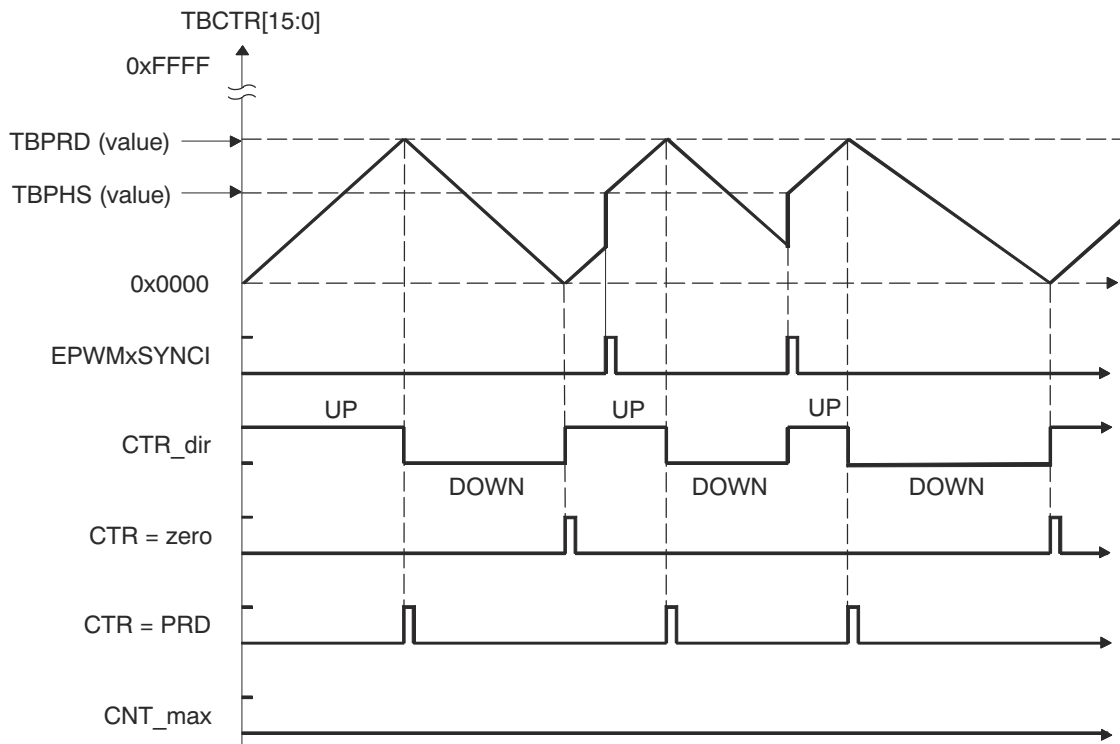 TBCTR[15:0]
0xFFFF
TBPRD (value)
TBPHS (value)
0x0000
EPWMxSYNCI
UP UP UP
CTR_dir
DOWN DOWN DOWN
CTR = zero
CTR = PRD
CNT_max